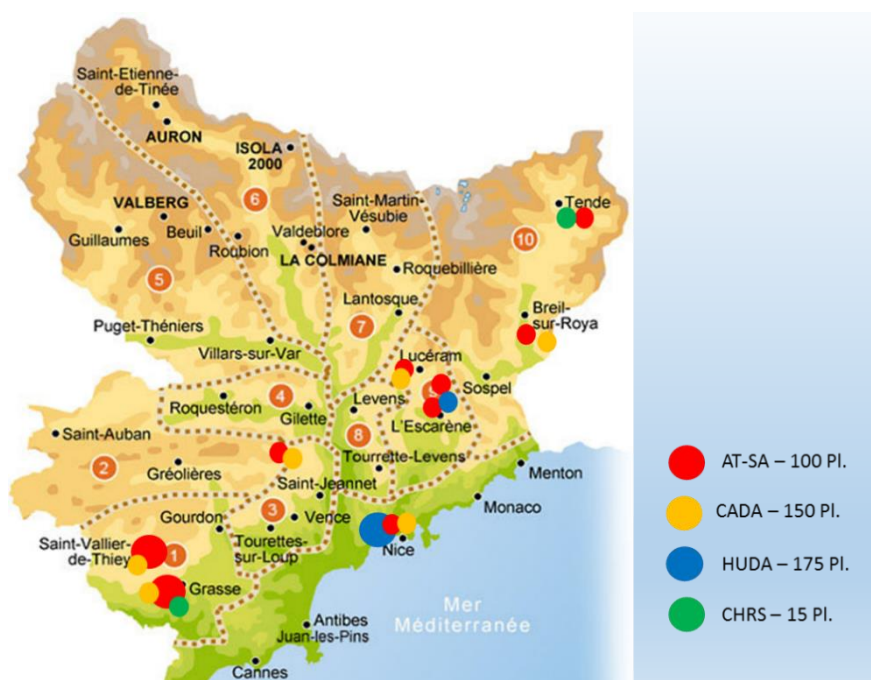 Saint-Etienne-
de-Tinée
AURON
ISOLA
2000
6
VALBERG
Guillaumes
Beuil
Roubion
Valdeblore
LA COLMIANE
Saint-Martin-
Vésubie
Roquebillière
Tende
10
5
Lantosque
7
Breil-
sur-Roya
Puget-Théniers
Villars-sur-Var
Lucéram
Sospel
9
4
Roquestéron
Gilette
Levens
L'Escarène
8
Saint-Auban
2
Gréolières
Tourrette-Levens
Menton
Saint-Jeannet
Monaco
3
Gourdon
Vence
Tourettes-
sur-Loup
Nice
Saint-Vallier-
de-Thiey
1
Grasse
Antibes
Juan-les-Pins
Cannes
Mer
Méditerranée
AT-SA – 100 Pl.
CADA – 150 Pl.
HUDA – 175 Pl.
CHRS – 15 Pl.